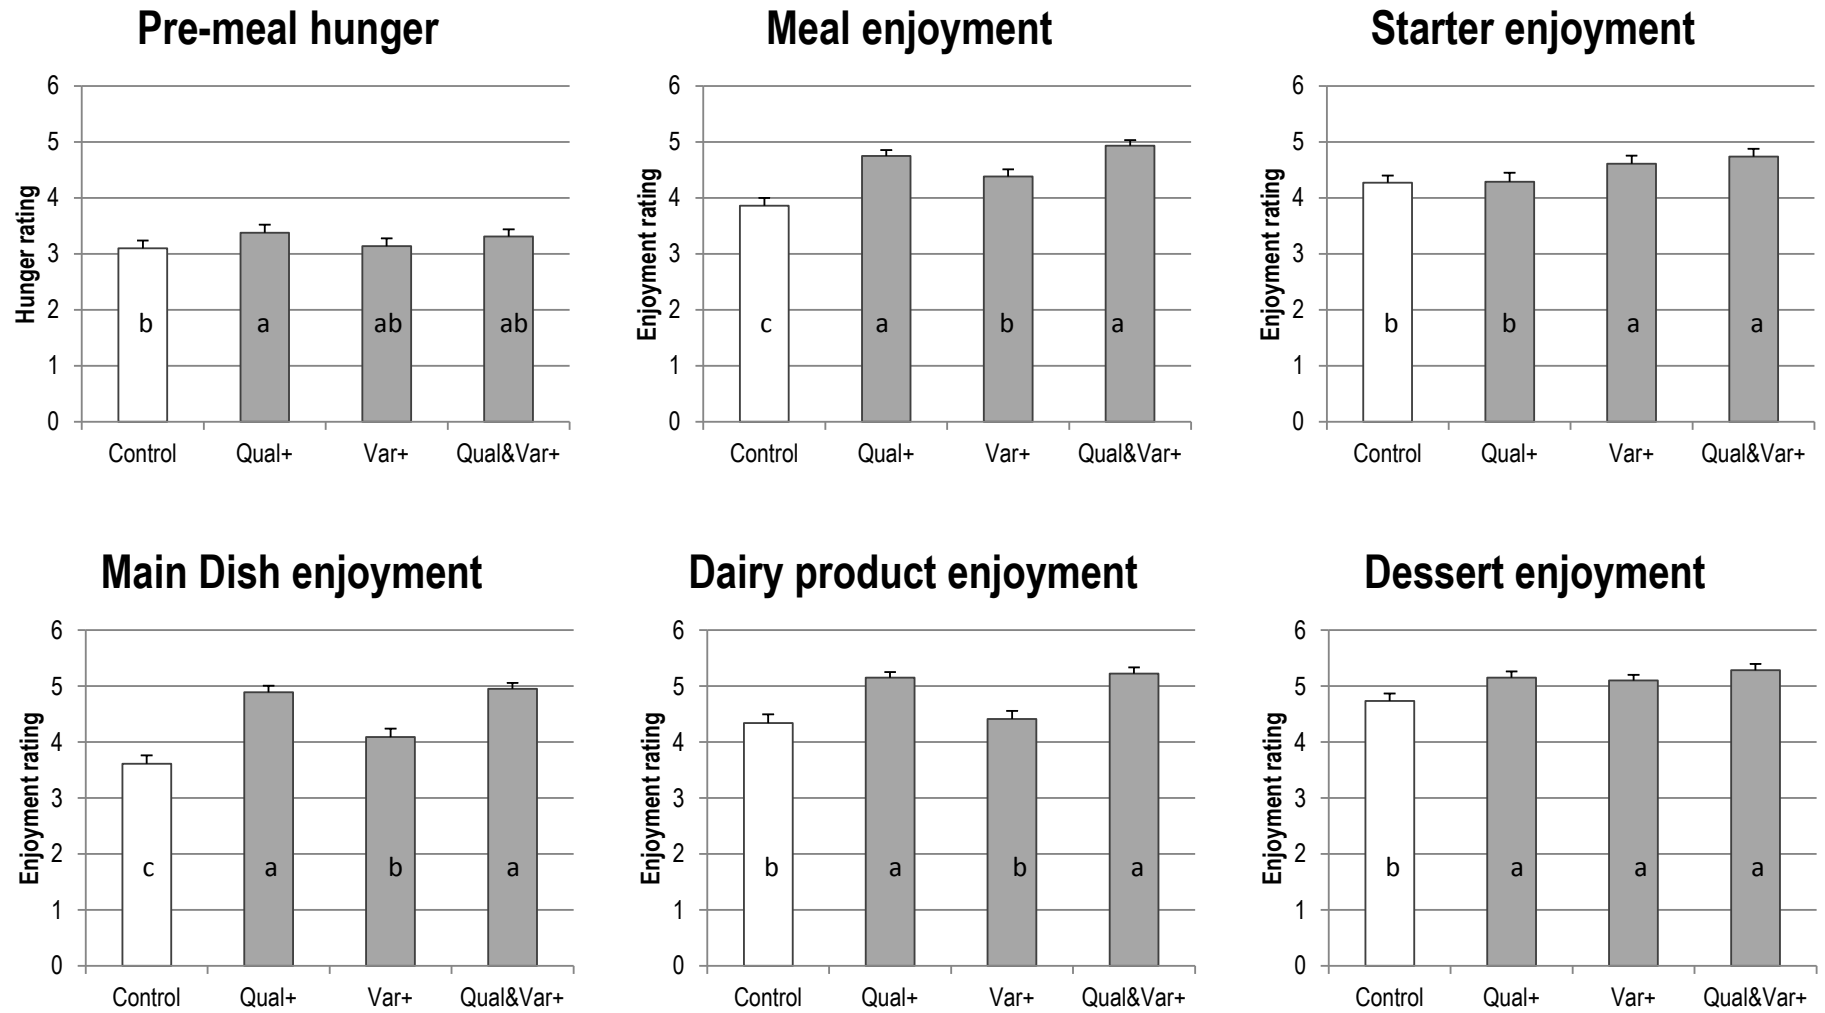 Pre-meal hunger
6
5
4
3
2
1
0
Hunger rating
b
a
ab
ab
Control
Qual+
Var+
Qual&Var+
Meal enjoyment
6
5
4
3
2
1
0
Enjoyment rating
c
a
b
a
Control
Qual+
Var+
Qual&Var+
Starter enjoyment
6
5
4
3
2
1
0
Enjoyment rating
b
b
a
a
Control
Qual+
Var+
Qual&Var+
Main Dish enjoyment
6
5
4
3
2
1
0
Enjoyment rating
c
a
b
a
Control
Qual+
Var+
Qual&Var+
Dairy product enjoyment
6
5
4
3
2
1
0
Enjoyment rating
b
a
b
a
Control
Qual+
Var+
Qual&Var+
Dessert enjoyment
6
5
4
3
2
1
0
Enjoyment rating
b
a
a
a
Control
Qual+
Var+
Qual&Var+